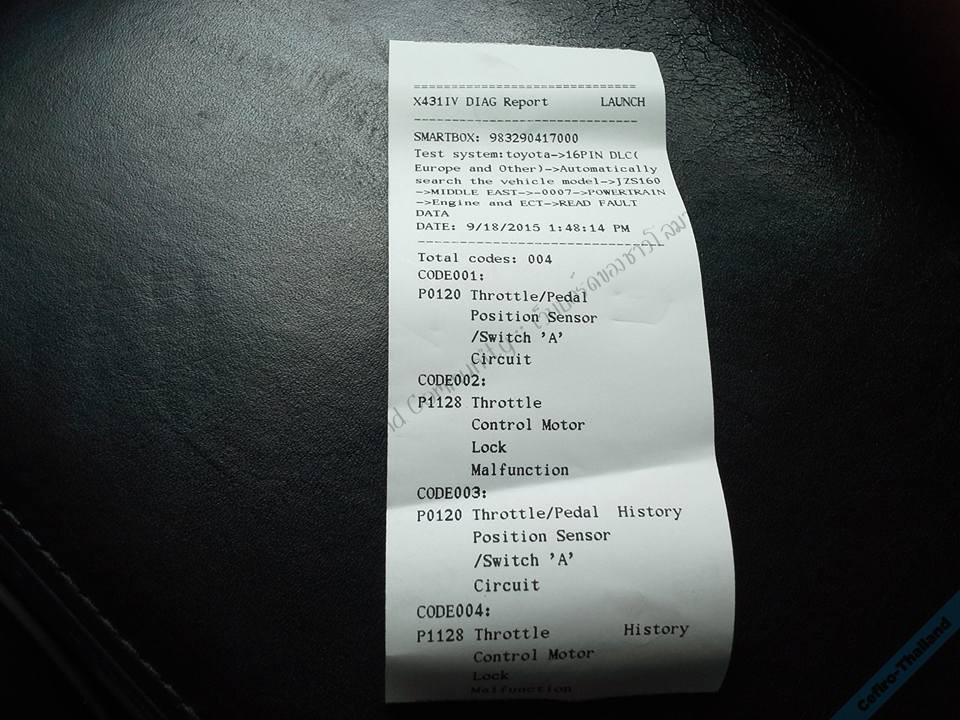 ============================
X431IV DIAG Report LAUNCH
----------------------------
SMARTBOX: 983290417000
Test system:toyota->16PIN DLC(
Europe and Other)->Automatically
search the vehicle model->JZS160
->MIDDLE EAST->-0007->POWERTRAIN
->Engine and ECT->READ FAULT
DATA
DATE: 9/18/2015 1:48:14 PM
----------------------------
Total codes: 004
CODE001:
P0120 Throttle/Pedal
Position Sensor
/Switch 'A'
Circuit
CODE002:
P1128 Throttle
Control Motor
Lock
Malfunction
CODE003:
P0120 Throttle/Pedal History
Position Sensor
/Switch 'A'
Circuit
CODE004:
P1128 Throttle History
Control Motor
Lock
Malfunction
Community
Cefiro-Thailand